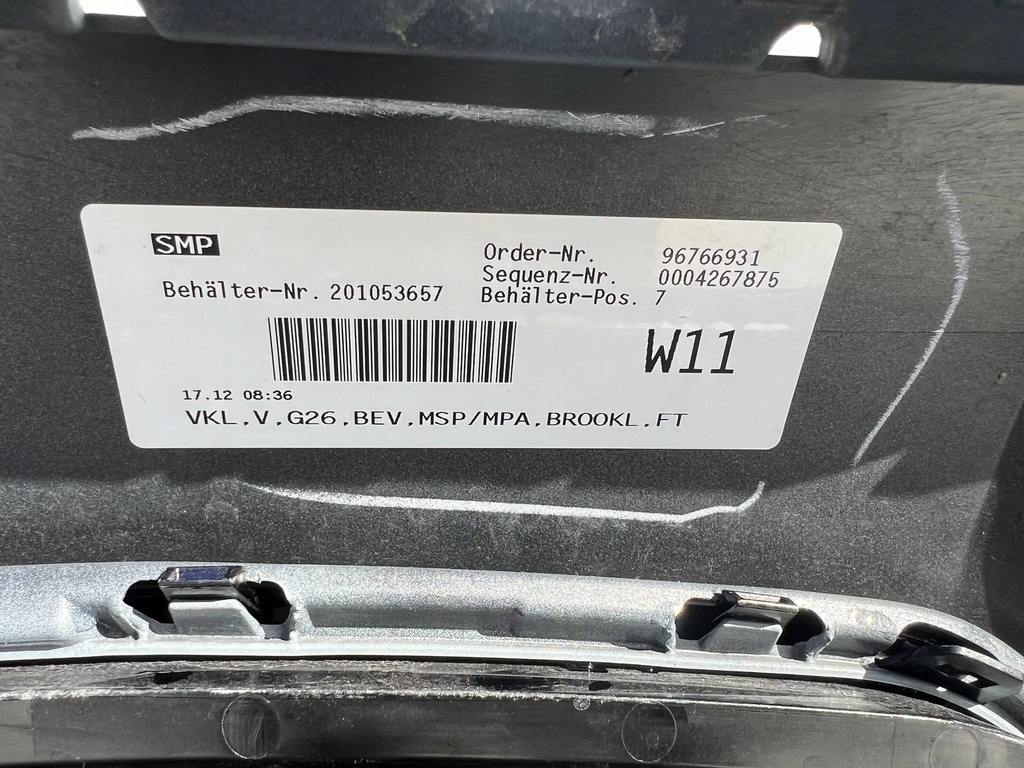 SMP
Order-Nr. 96766931
Sequenz-Nr. 0004267875
Behälter-Nr. 201053657 Behälter-Pos. 7
W11
17.12 08:36
VKL,V,G26,BEV,MSP/MPA,BROOKL,FT